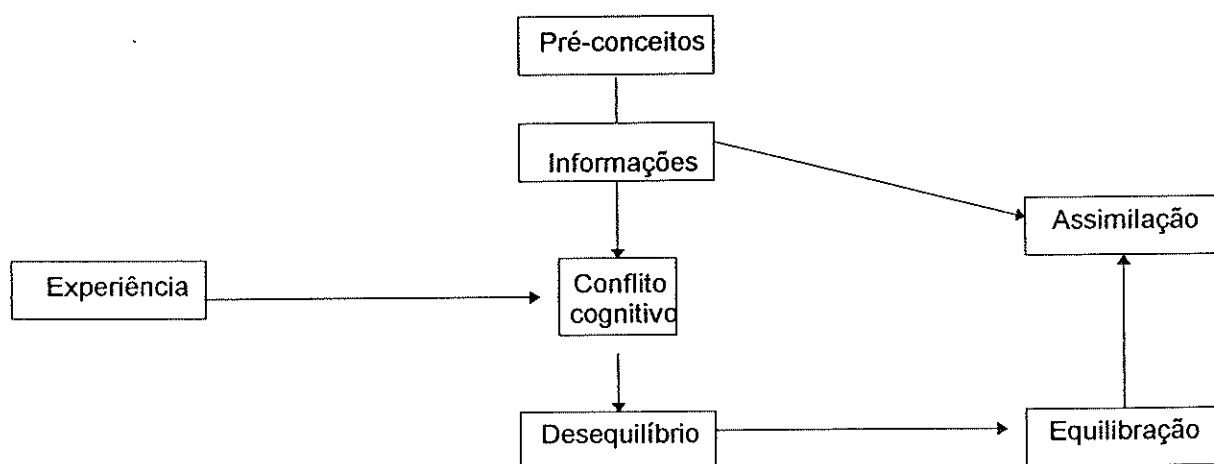 Pré-conceitos
Informações
Assimilação
Experiência
Conflito
cognitivo
Desequilíbrio
Equilibração